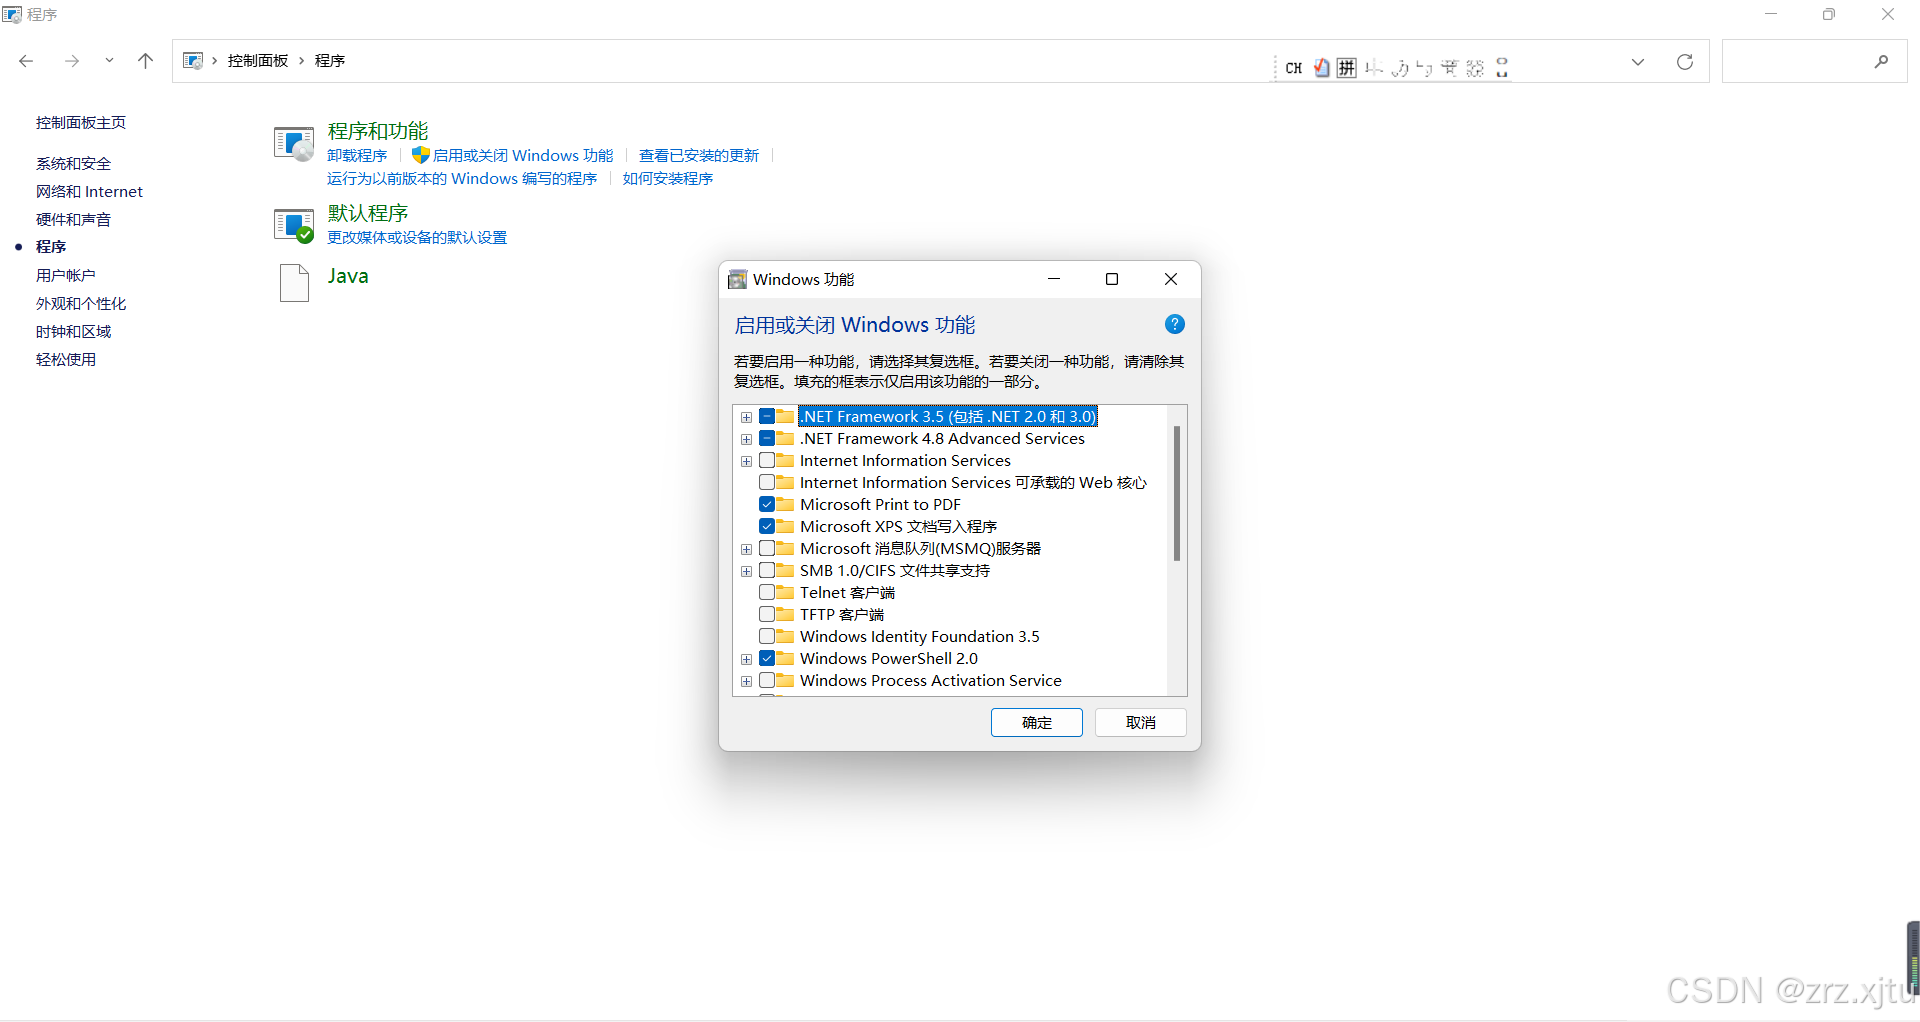 程序
控制面板 › 程序
CH 拼
控制面板主页
系统和安全
网络和 Internet
硬件和声音
程序
用户帐户
外观和个性化
时钟和区域
轻松使用
程序和功能
卸载程序 启用或关闭 Windows 功能 查看已安装的更新
运行为以前版本的 Windows 编写的程序 如何安装程序
默认程序
更改媒体或设备的默认设置
Java
Windows 功能
启用或关闭 Windows 功能
若要启用一种功能，请选择其复选框。若要关闭一种功能，请清除其
复选框。填充的框表示仅启用该功能的一部分。
.NET Framework 3.5 (包括 .NET 2.0 和 3.0)
.NET Framework 4.8 Advanced Services
Internet Information Services
Internet Information Services 可承载的 Web 核心
Microsoft Print to PDF
Microsoft XPS 文档写入程序
Microsoft 消息队列(MSMQ)服务器
SMB 1.0/CIFS 文件共享支持
Telnet 客户端
TFTP 客户端
Windows Identity Foundation 3.5
Windows PowerShell 2.0
Windows Process Activation Service
确定 取消
CSDN @zrz.xjtu